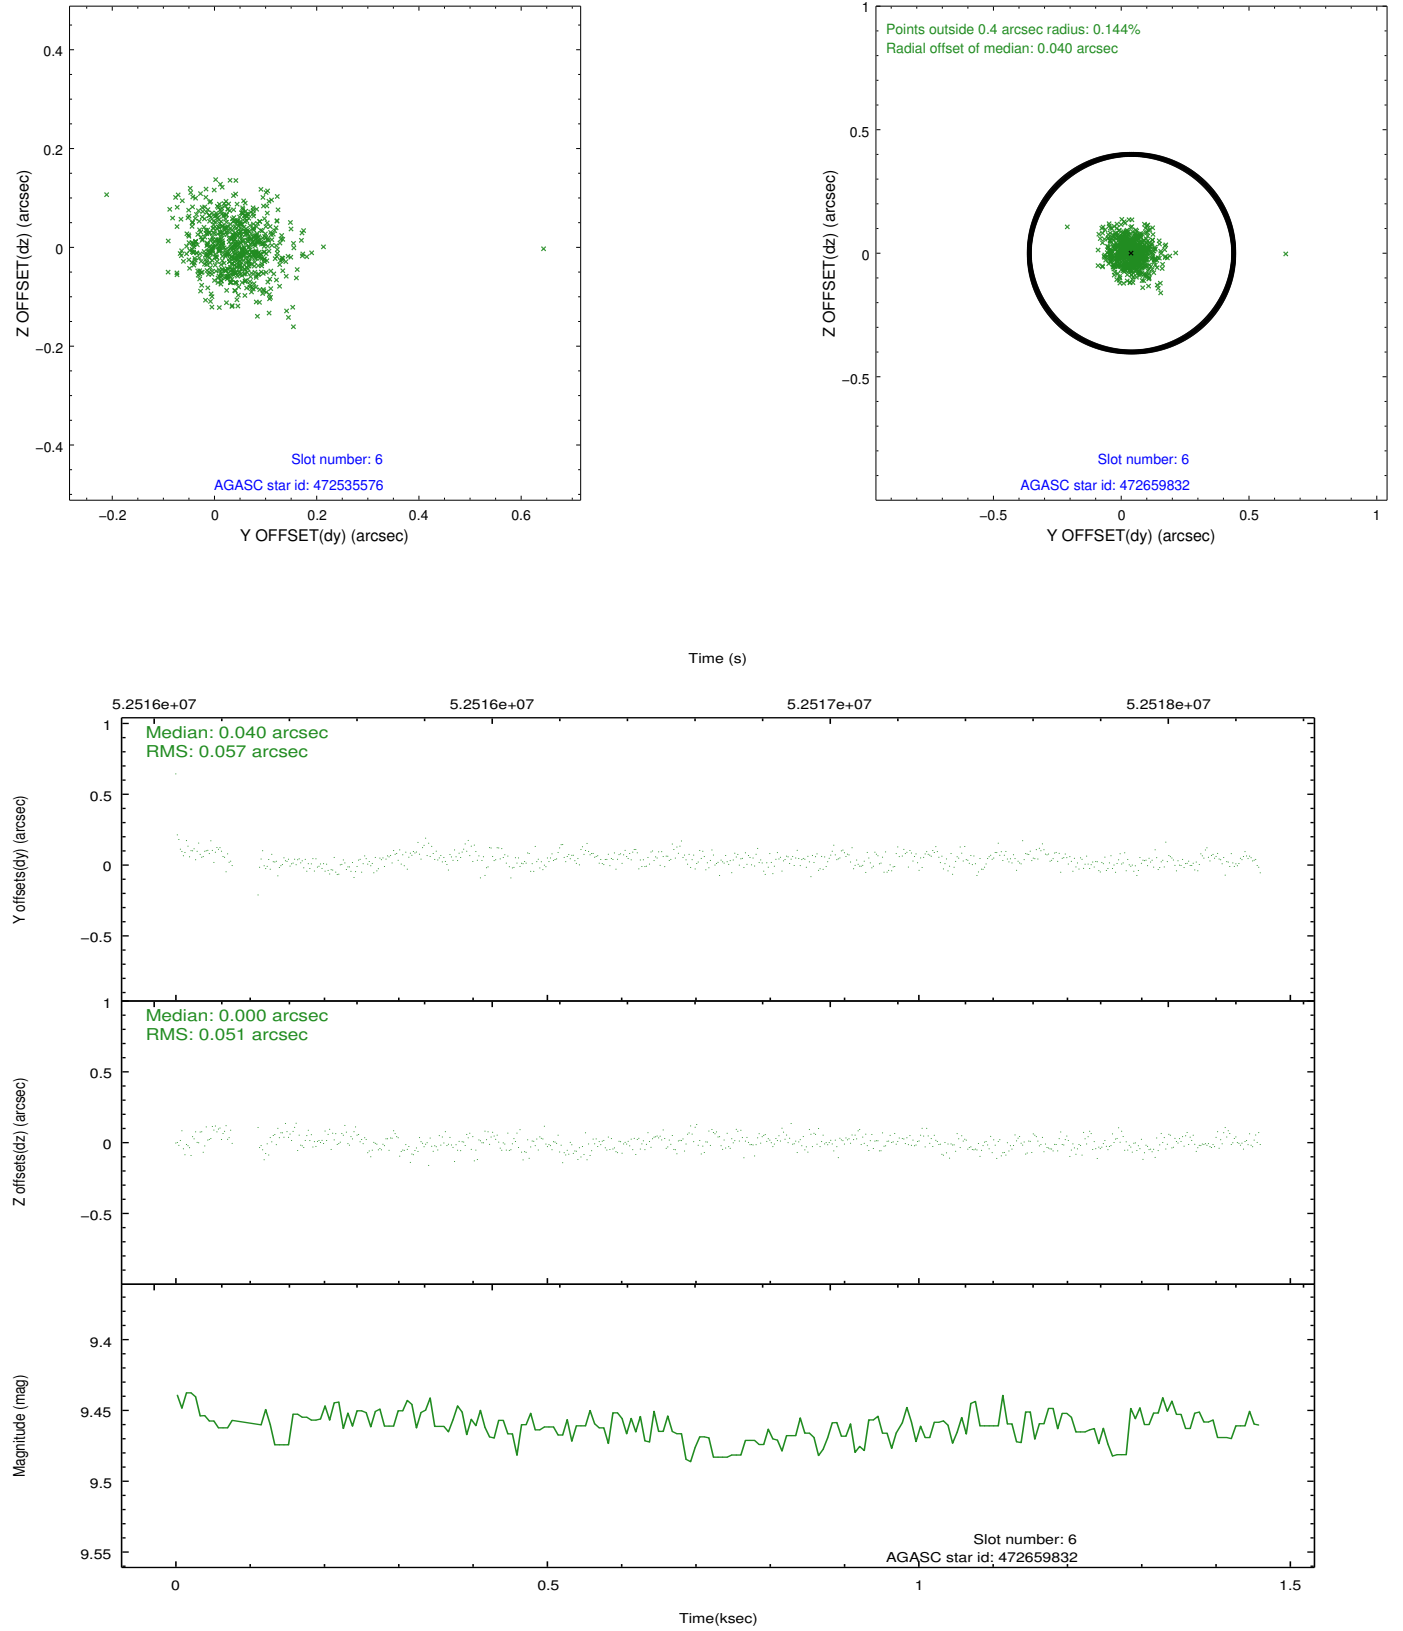 0.4
0.2
0
−0.2
−0.4
Z OFFSET(dz) (arcsec)
Slot number: 6
AGASC star id: 472535576
−0.2 0 0.2 0.4 0.6
Y OFFSET(dy) (arcsec)
1
0.5
0
−0.5
Z OFFSET(dz) (arcsec)
Points outside 0.4 arcsec radius: 0.144%
Radial offset of median: 0.040 arcsec
Slot number: 6
AGASC star id: 472659832
−0.5 0 0.5 1
Y OFFSET(dy) (arcsec)
Time (s)
5.2516e+07 5.2516e+07 5.2517e+07 5.2518e+07
Median: 0.040 arcsec
RMS: 0.057 arcsec
1
0.5
0
−0.5
Y offsets(dy) (arcsec)
Median: 0.000 arcsec
RMS: 0.051 arcsec
1
0.5
0
−0.5
Z offsets(dz) (arcsec)
9.4
9.45
9.5
9.55
Magnitude (mag)
Slot number: 6
AGASC star id: 472659832
0 0.5 1 1.5
Time(ksec)